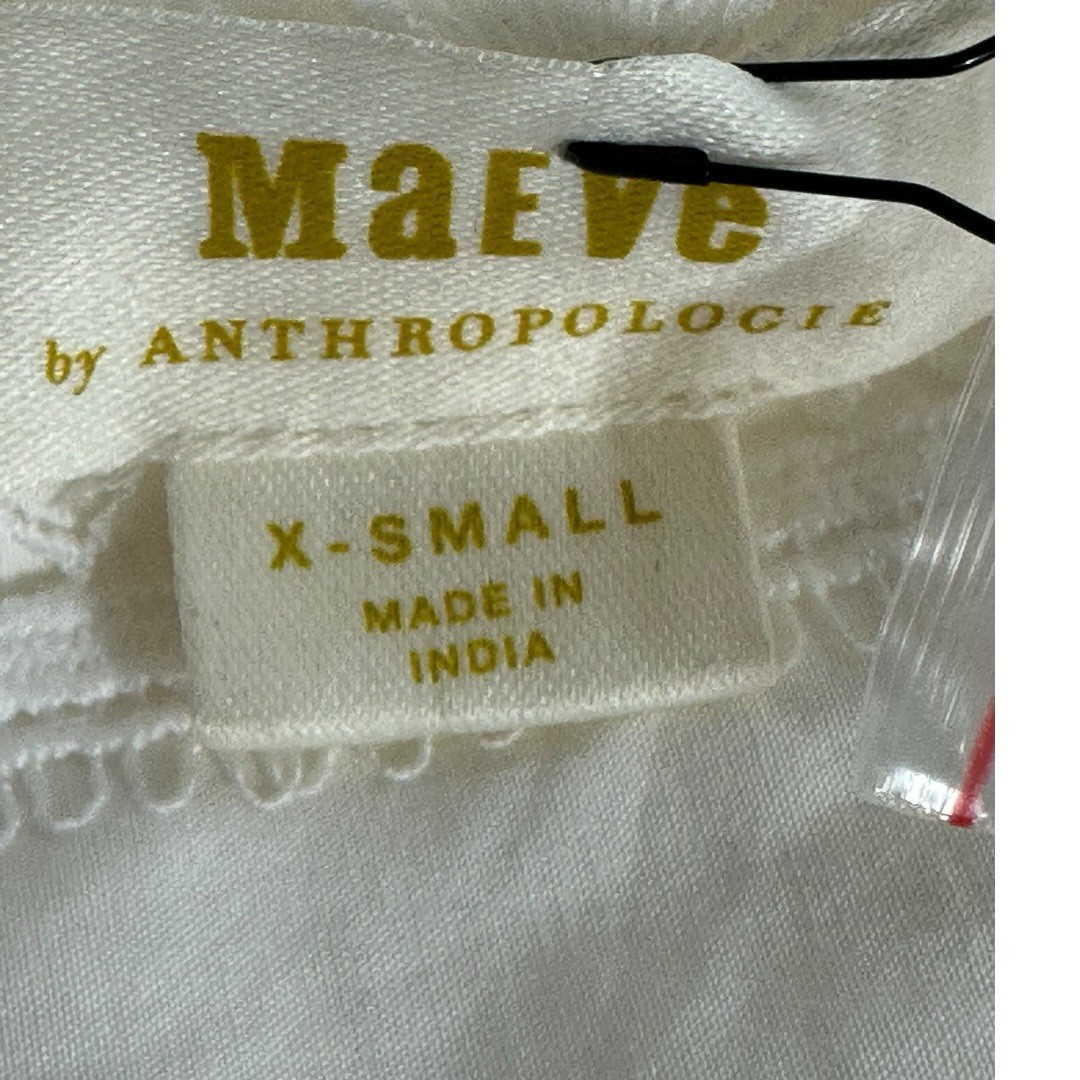 MaEve
by ANTHROPOLOGIE
X-SMALL
MADE IN
INDIA